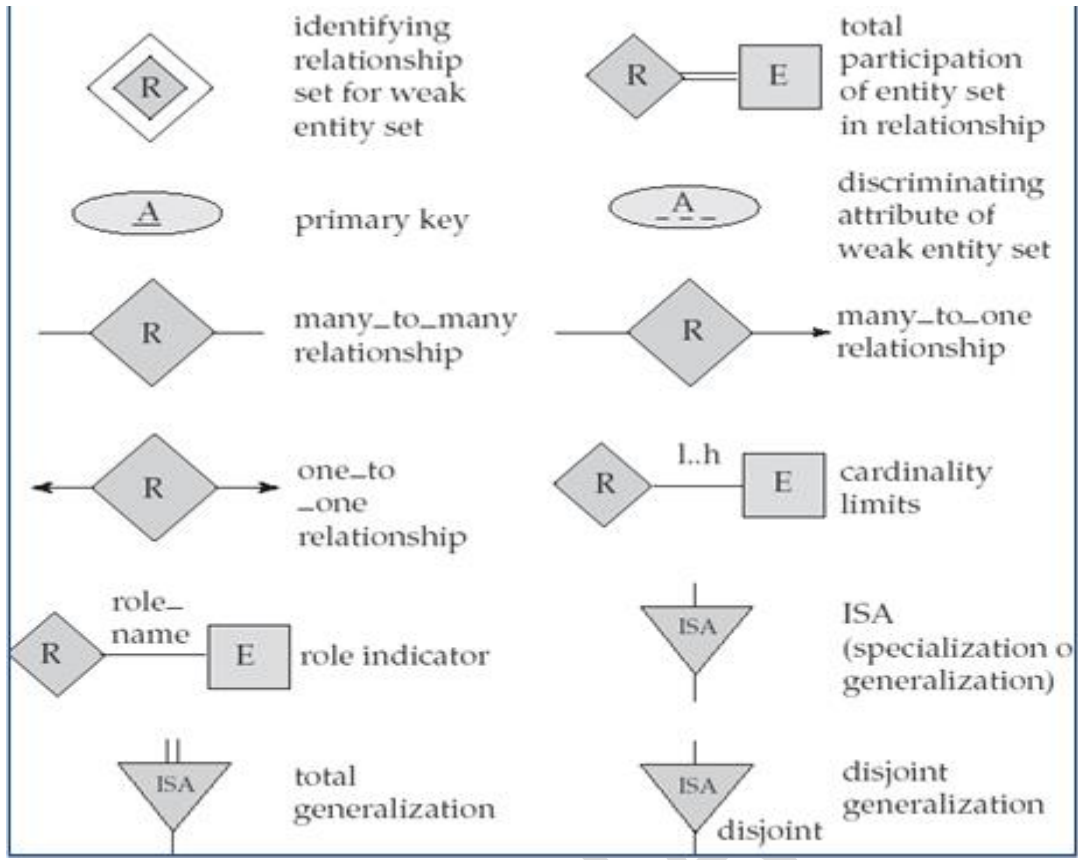 R
identifying
relationship
set for weak
entity set
R
E
total
participation
of entity set
in relationship
A
primary key
A
discriminating
attribute of
weak entity set
R
many_to_many
relationship
R
many_to_one
relationship
R
one_to
_one
relationship
R
l..h
E
cardinality
limits
R
role_
name
E
role indicator
ISA
ISA
(specialization o
generalization)
ISA
total
generalization
ISA
disjoint
disjoint
generalization